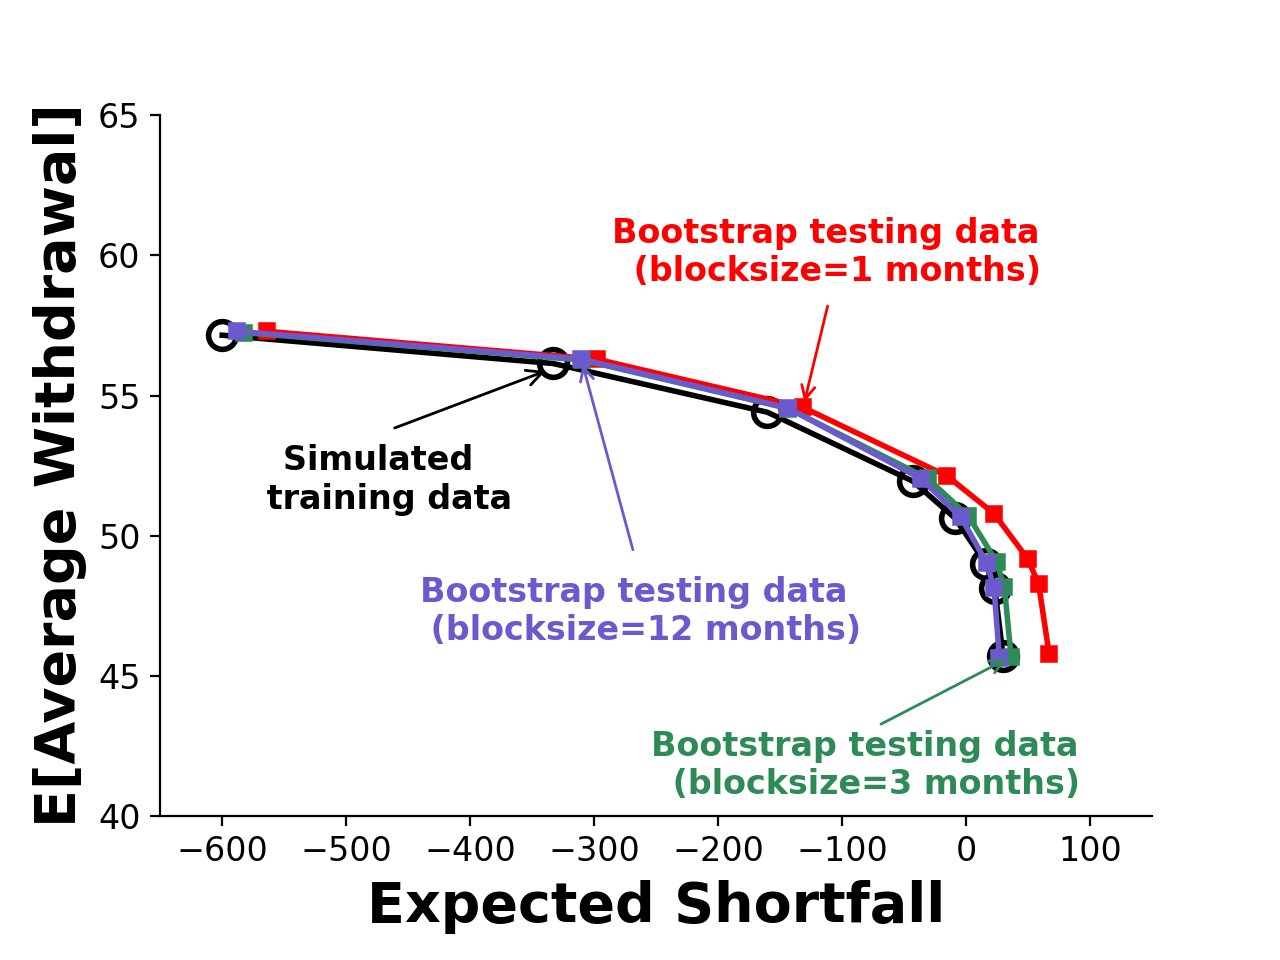 E[Average Withdrawal]
65
60
55
50
45
40
Bootstrap testing data
(blocksize=1 months)
Simulated
training data
Bootstrap testing data
(blocksize=12 months)
Bootstrap testing data
(blocksize=3 months)
−600 −500 −400 −300 −200 −100 0 100
Expected Shortfall